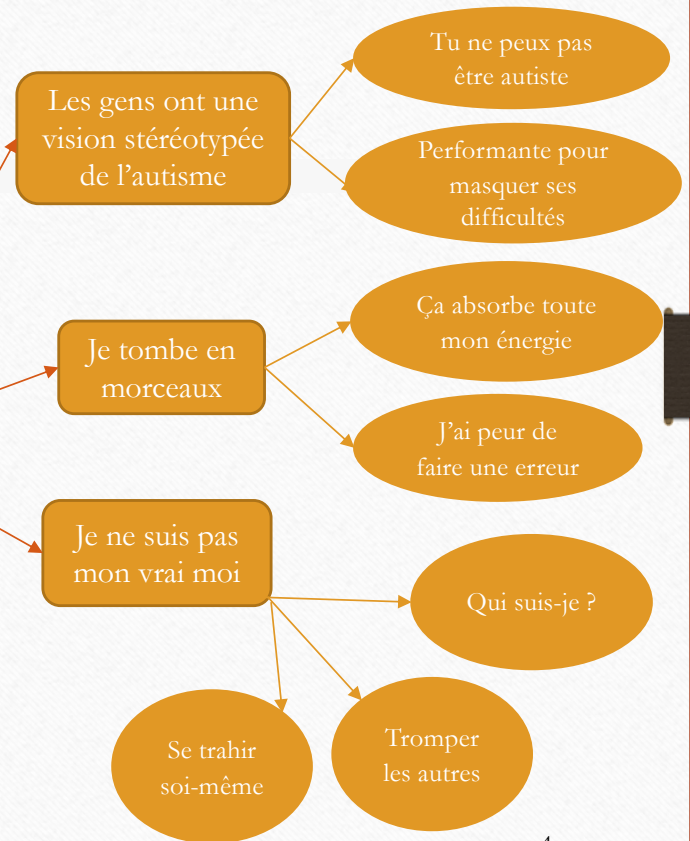 Les gens ont une
vision stéréotypée
de l’autisme
Tu ne peux pas
être autiste
Performante pour
masquer ses
difficultés
Je tombe en
morceaux
Ça absorbe toute
mon énergie
J’ai peur de
faire une erreur
Je ne suis pas
mon vrai moi
Qui suis-je ?
Tromper
les autres
Se trahir
soi-même